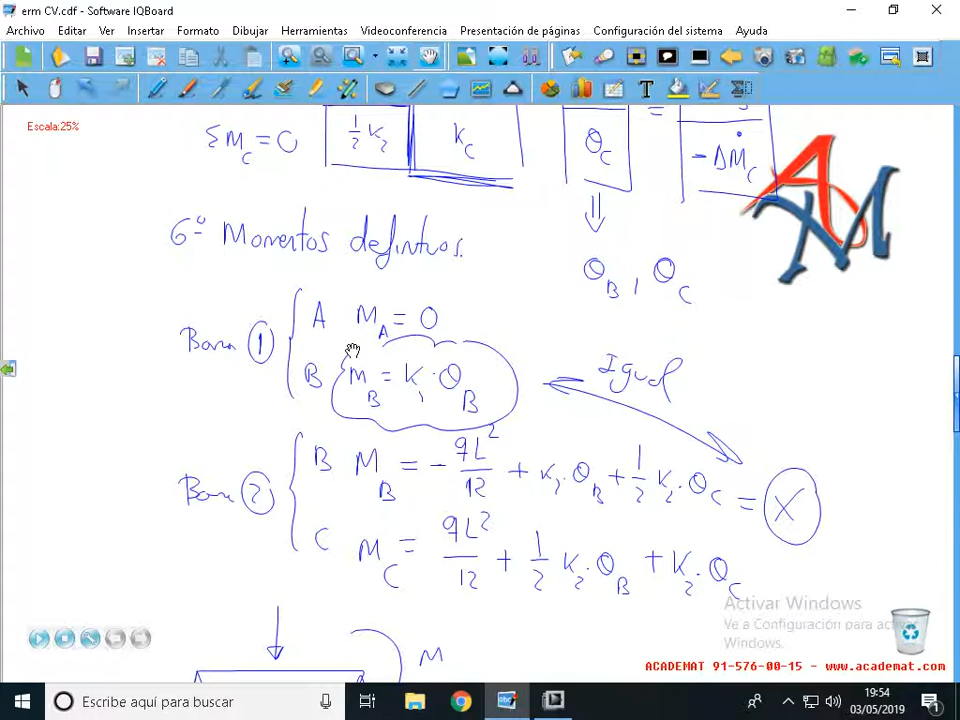 erm CV.cdf - Software IQBoard
Archivo Editar Ver Insertar Formato Dibujar Herramientas Videoconferencia Presentación de páginas Configuración del sistema Ayuda
Escala:25%
ΣM_C = 0 ½ K₂ K_C θ_C = - ΔM_C
6º Momentos definitivos.
θ_B , θ_C
Barra ① { A M_A = 0
B M_B = K₁ · θ_B
Igual
Barra ② { B M_B = - qL²/12 + K₂ · θ_B + ½ K₂ · θ_C = X
C M_C = qL²/12 + ½ K₂ · θ_B + K₂ · θ_C
M
Activar Windows
Ve a Configuración para activ
Windows.
ACADEMAT 91-576-00-15 - www.academat.com
Escribe aquí para buscar
19:54
03/05/2019